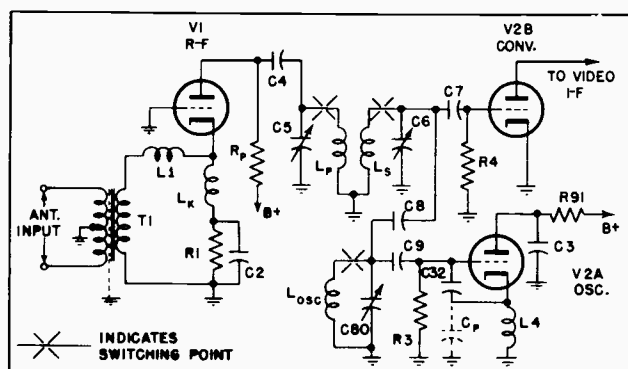 V1
R-F
V2B
CONV.
TO VIDEO
I-F
C4
C5
C6
C7
L1
LK
RP
B+
LP
LS
R4
ANT.
INPUT
T1
R1
C2
C8
C9
R91
B+
C3
V2A
OSC.
LOSC
C80
R3
C32
CP
L4
INDICATES
SWITCHING POINT